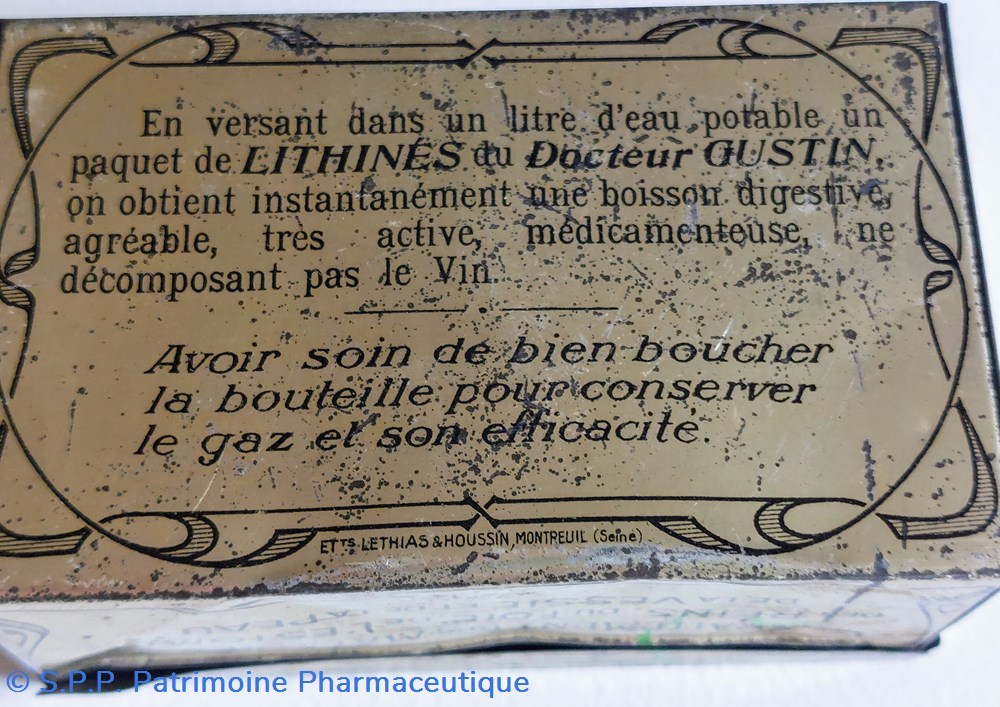 En versant dans un litre d'eau potable un
paquet de LITHINÉS du Docteur GUSTIN,
on obtient instantanément une boisson digestive,
agréable, très active, médicamenteuse, ne
décomposant pas le Vin.
Avoir soin de bien boucher
la bouteille pour conserver
le gaz et son efficacité.
ETTS LETHIAS & HOUSSIN, MONTREUIL (Seine)
© S.P.P. Patrimoine Pharmaceutique